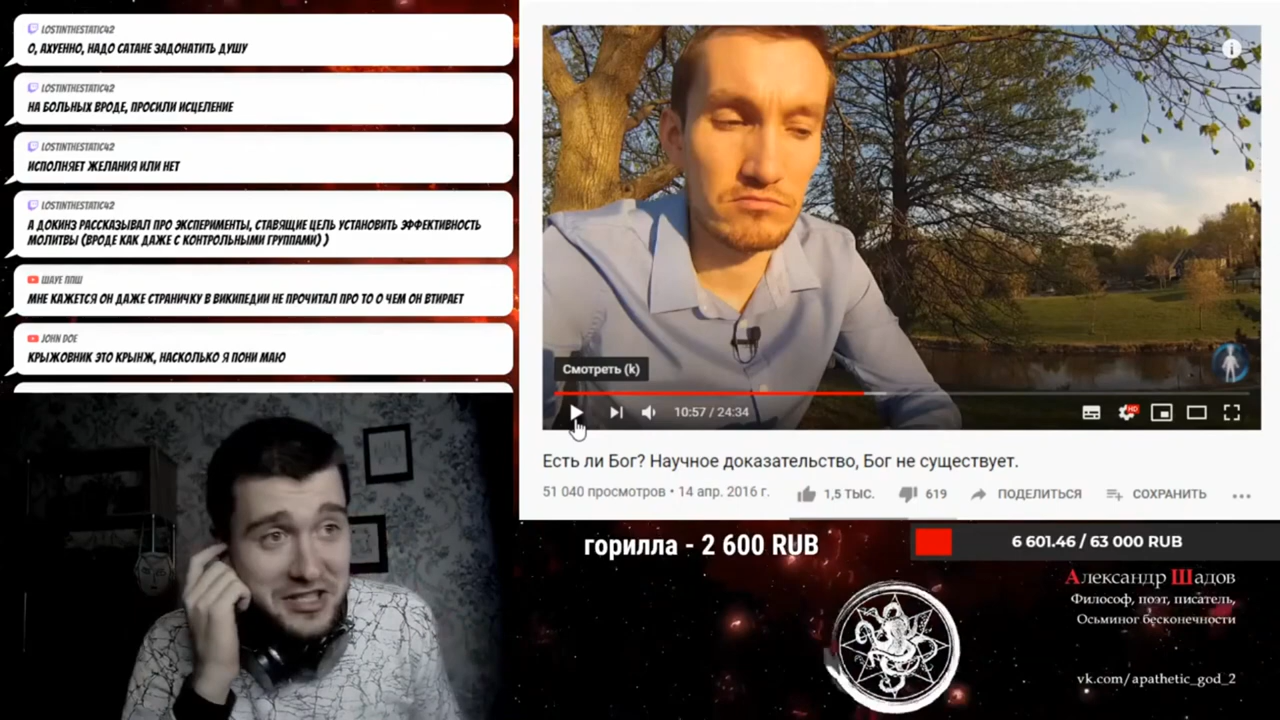 LOSTINTHESTATIC42
О, АХУЕННО, НАДО САТАНЕ ЗАДОНАТИТЬ ДУШУ
LOSTINTHESTATIC42
НА БОЛЬНЫХ ВРОДЕ, ПРОСИЛИ ИСЦЕЛЕНИЕ
LOSTINTHESTATIC42
ИСПОЛНЯЕТ ЖЕЛАНИЯ ИЛИ НЕТ
LOSTINTHESTATIC42
А ДОКИНЗ РАССКАЗЫВАЛ ПРО ЭКСПЕРИМЕНТЫ, СТАВЯЩИЕ ЦЕЛЬ УСТАНОВИТЬ ЭФФЕКТИВНОСТЬ
МОЛИТВЫ (ВРОДЕ КАК ДАЖЕ С КОНТРОЛЬНЫМИ ГРУППАМИ) )
ШАУЕ ППШ
МНЕ КАЖЕТСЯ ОН ДАЖЕ СТРАНИЧКУ В ВИКИПЕДИИ НЕ ПРОЧИТАЛ ПРО ТО О ЧЕМ ОН ВТИРАЕТ
JOHN DOE
КРЫЖОВНИК ЭТО КРЫНЖ, НАСКОЛЬКО Я ПОНИ МАЮ
Смотреть (k)
10:57 / 24:34
HD
Есть ли Бог? Научное доказательство, Бог не существует.
51 040 просмотров • 14 апр. 2016 г.
1,5 ТЫС.
619
ПОДЕЛИТЬСЯ
СОХРАНИТЬ
горилла - 2 600 RUB
6 601.46 / 63 000 RUB
Александр Шадов
Философ, поэт, писатель,
Осьминог бесконечности
vk.com/apathetic_god_2